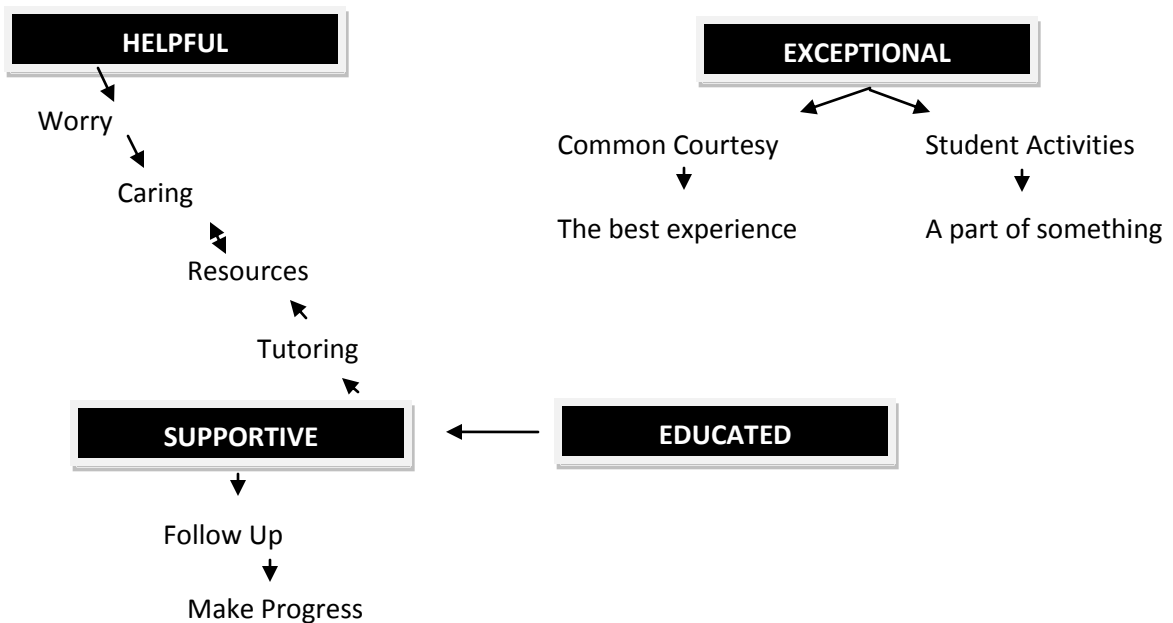 HELPFUL
EXCEPTIONAL
Worry
Common Courtesy
Student Activities
Caring
The best experience
A part of something
Resources
Tutoring
SUPPORTIVE
EDUCATED
Follow Up
Make Progress